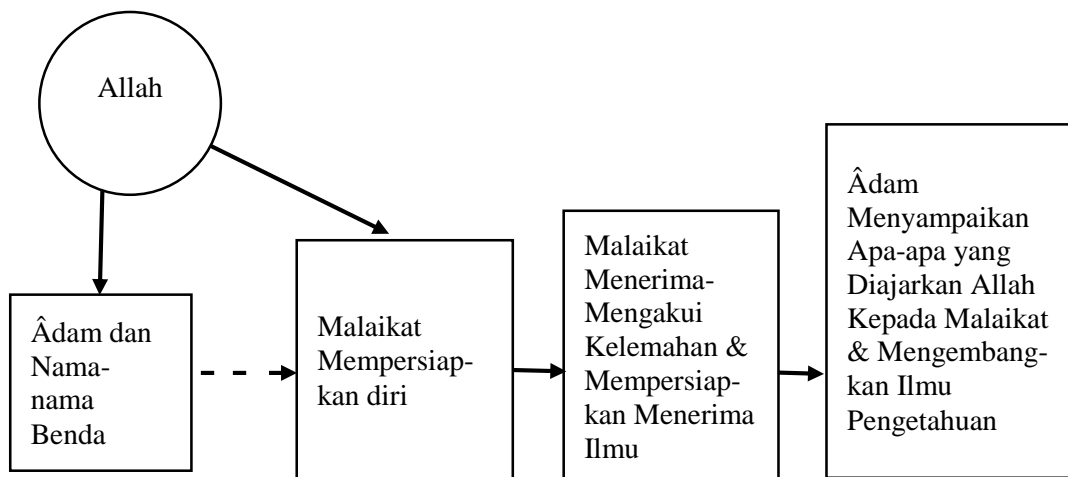 Allah
Âdam dan
Nama-
nama
Benda
Malaikat
Mempersiap-
kan diri
Malaikat
Menerima-
Mengakui
Kelemahan &
Mempersiap-
kan Menerima
Ilmu
Âdam
Menyampaikan
Apa-apa yang
Diajarkan Allah
Kepada Malaikat
& Mengembang-
kan Ilmu
Pengetahuan